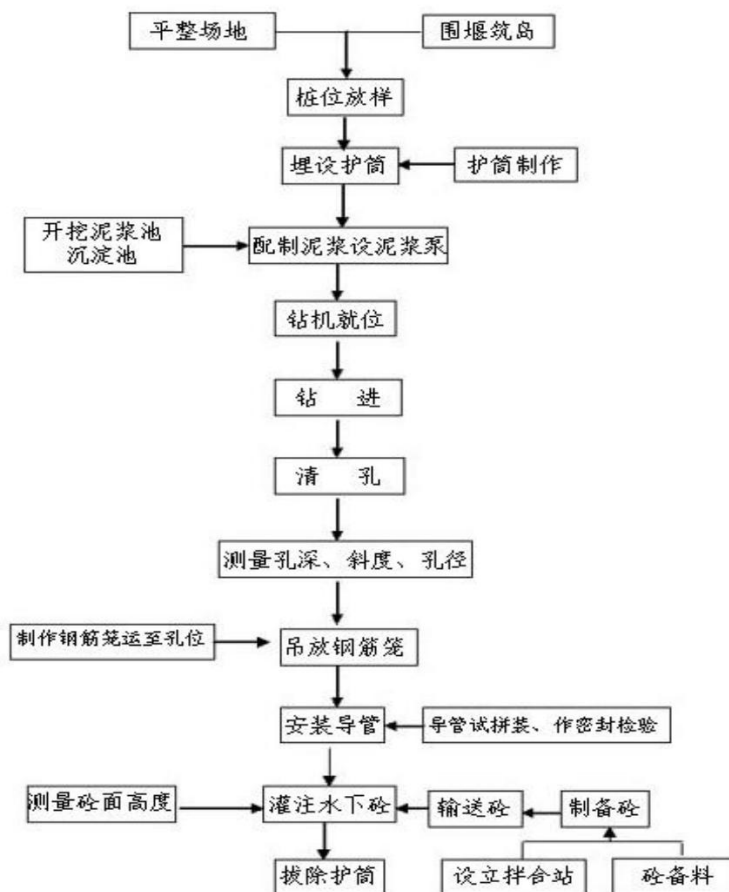 平整场地
围堰筑岛
桩位放样
埋设护筒
护筒制作
开挖泥浆池
沉淀池
配制泥浆设泥浆泵
钻机就位
钻 进
清 孔
测量孔深、斜度、孔径
制作钢筋笼运至孔位
吊放钢筋笼
安装导管
导管试拼装、作密封检验
测量砼面高度
灌注水下砼
输送砼
制备砼
拔除护筒
设立拌合站
砼备料